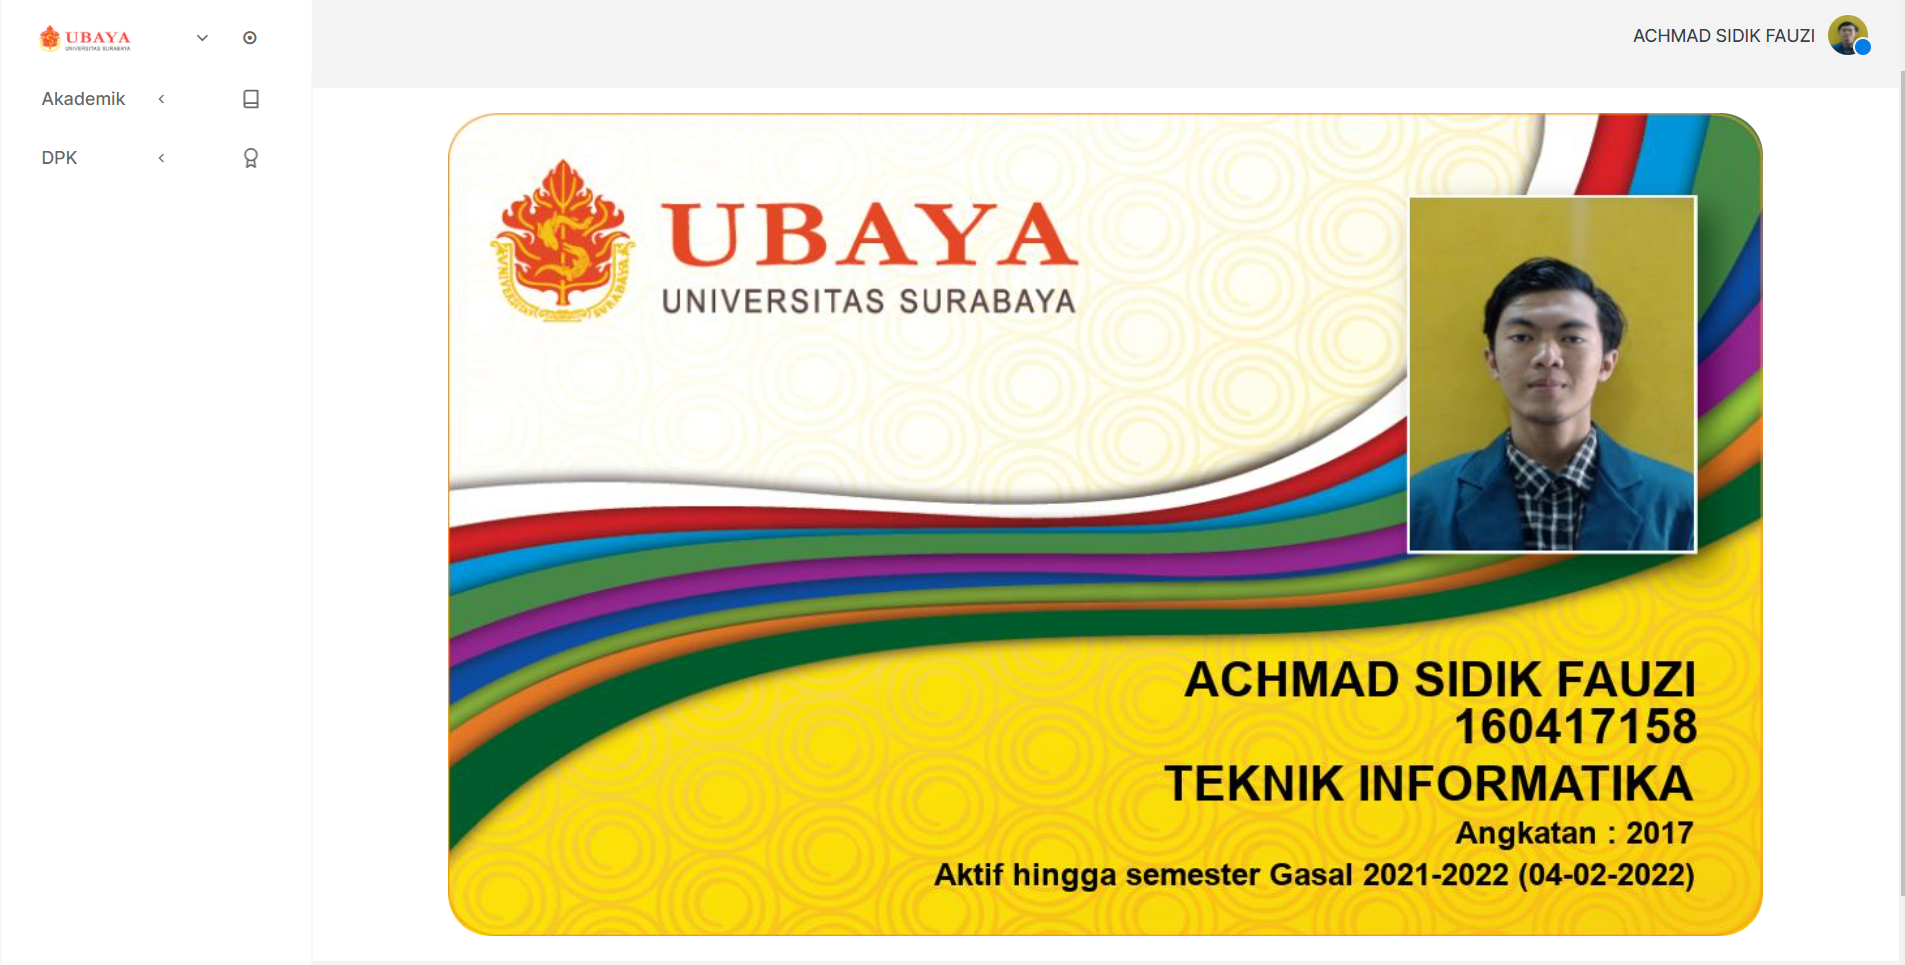 UBAYA
UNIVERSITAS SURABAYA
ACHMAD SIDIK FAUZI
Akademik
DPK
UBAYA
UNIVERSITAS SURABAYA
UNIVERSITAS SURABAYA
ACHMAD SIDIK FAUZI
160417158
TEKNIK INFORMATIKA
Angkatan : 2017
Aktif hingga semester Gasal 2021-2022 (04-02-2022)